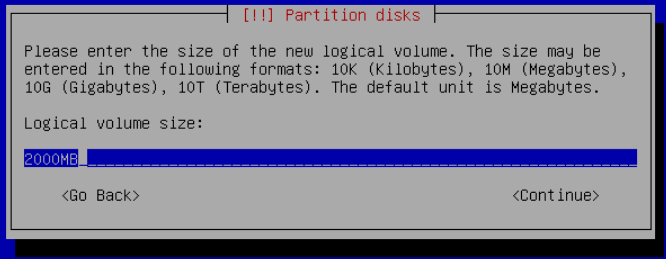 [!!] Partition disks
Please enter the size of the new logical volume. The size may be
entered in the following formats: 10K (Kilobytes), 10M (Megabytes),
10G (Gigabytes), 10T (Terabytes). The default unit is Megabytes.
Logical volume size:
2000MB
<Go Back> <Continue>